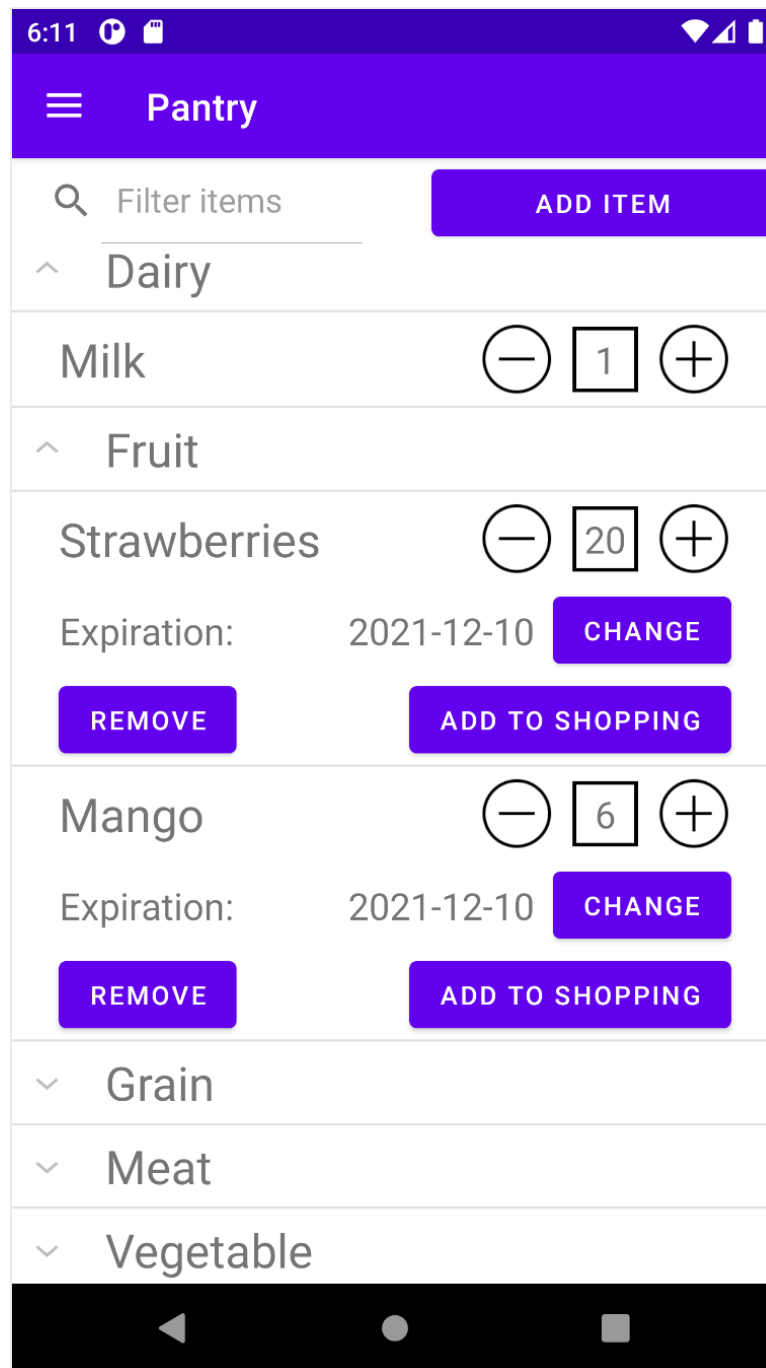 6:11
Pantry
Filter items ADD ITEM
Dairy
Milk 1
Fruit
Strawberries 20
Expiration: 2021-12-10 CHANGE
REMOVE ADD TO SHOPPING
Mango 6
Expiration: 2021-12-10 CHANGE
REMOVE ADD TO SHOPPING
Grain
Meat
Vegetable